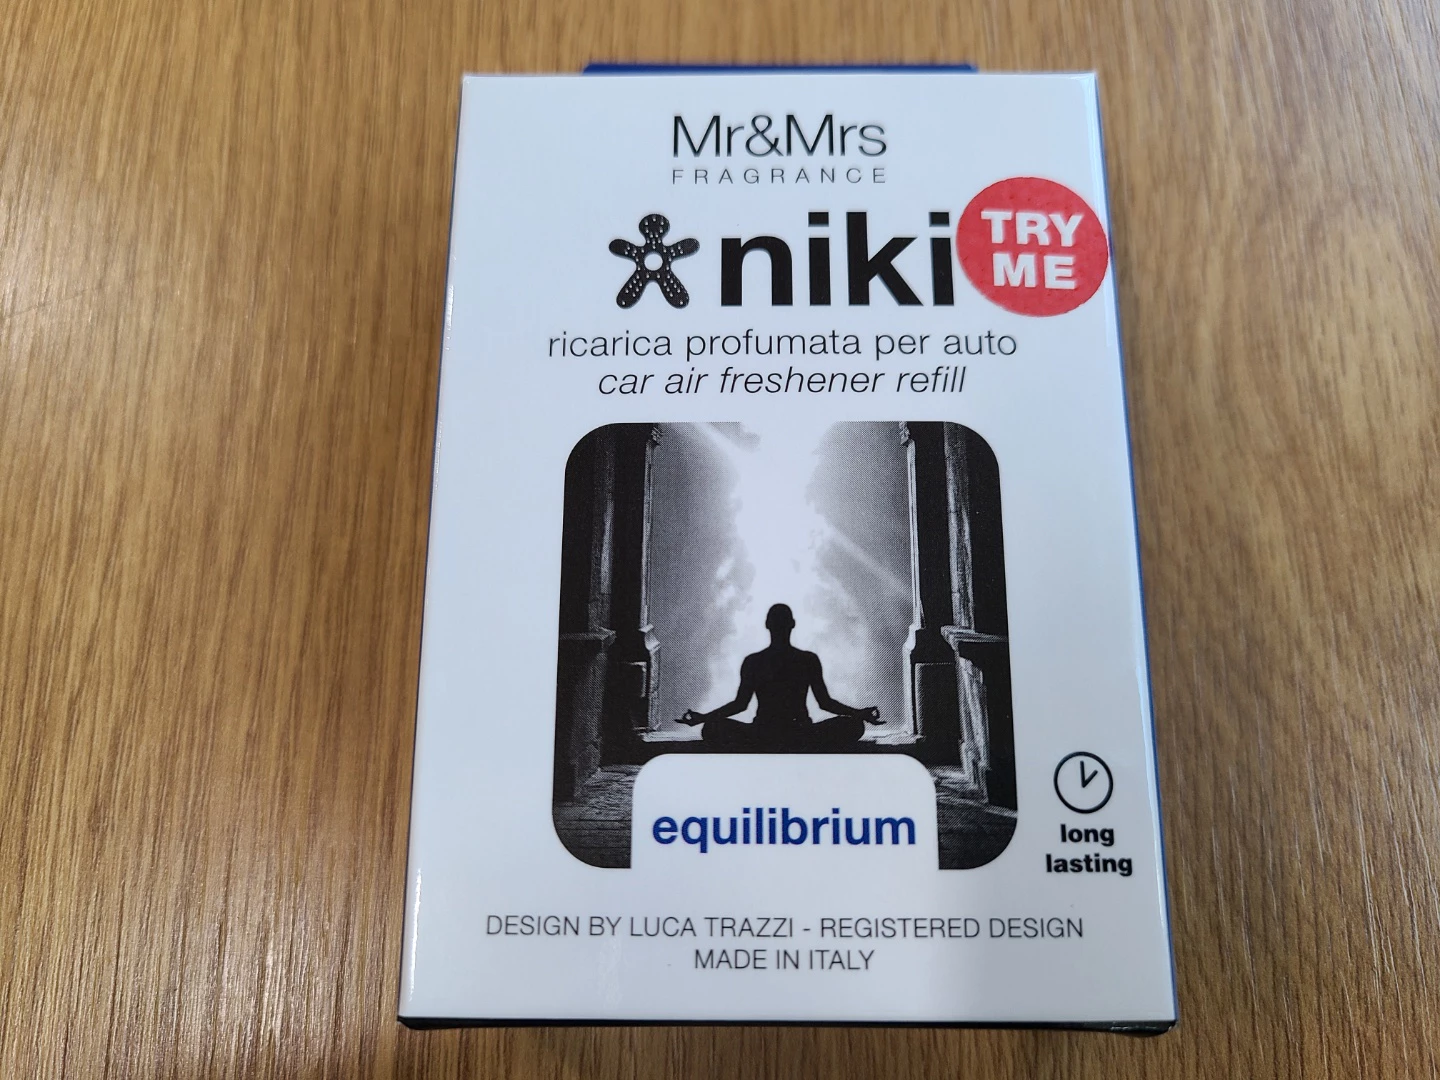 Mr&Mrs
FRAGRANCE
niki
TRY
ME
ricarica profumata per auto
car air freshener refill
equilibrium
long
lasting
DESIGN BY LUCA TRAZZI - REGISTERED DESIGN
MADE IN ITALY